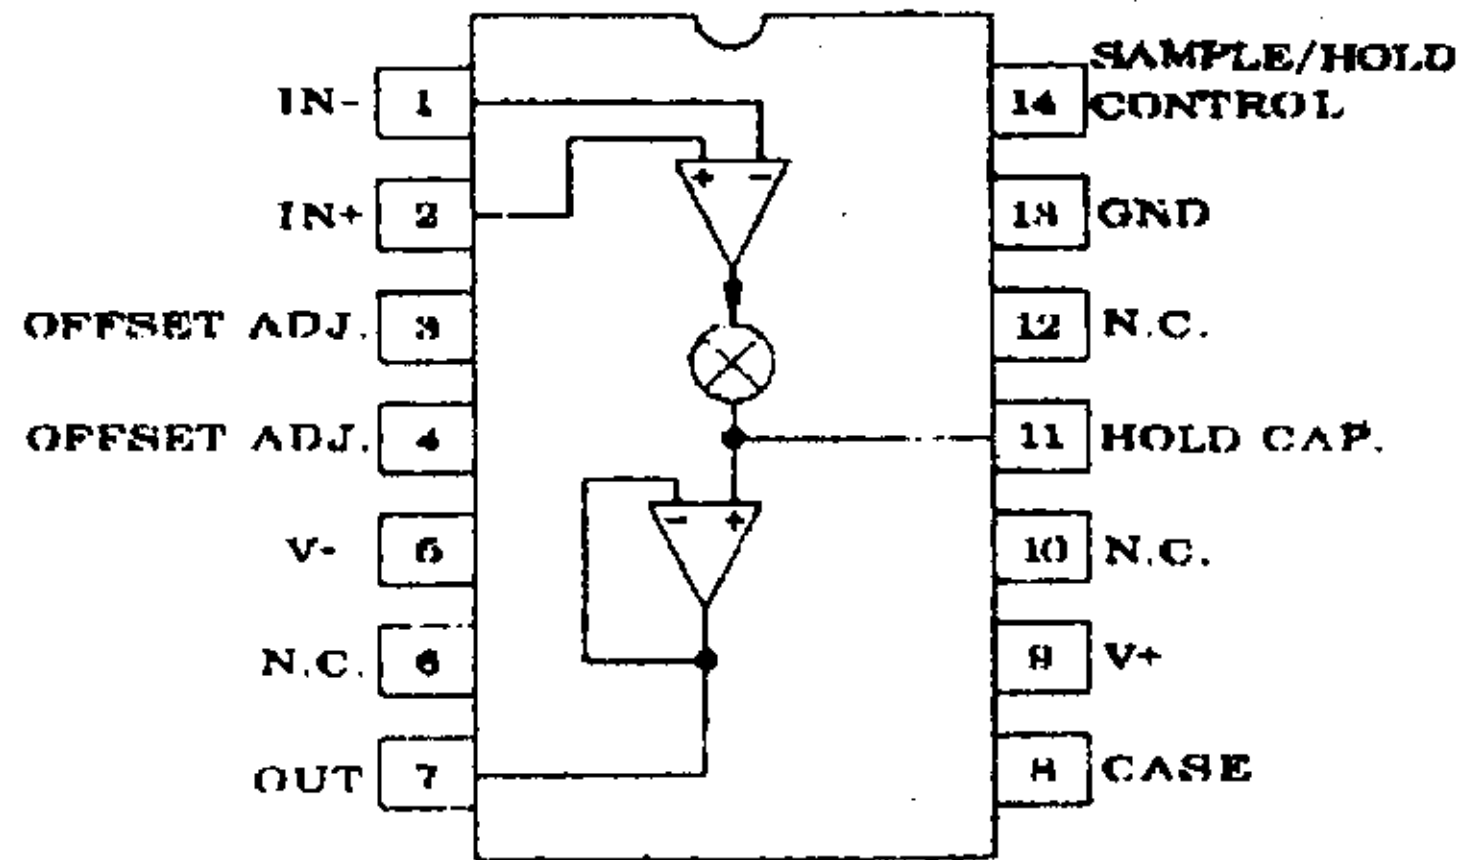 IN- 1
IN+ 2
OFFSET ADJ. 3
OFFSET ADJ. 4
V- 5
N.C. 6
OUT 7
SAMPLE/HOLD
14 CONTROL
13 GND
12 N.C.
11 HOLD CAP.
10 N.C.
9 V+
8 CASE
+ -
- +